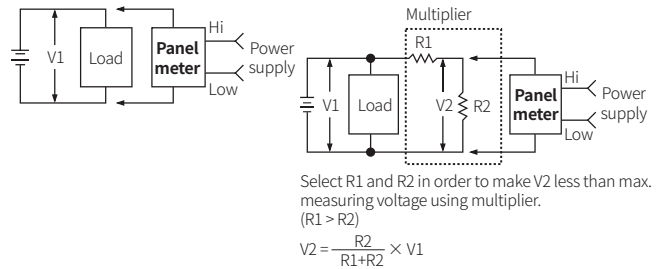 V1
Load
Panel
meter
Hi
Low
Power
supply
Multiplier
R1
V1
Load
V2
R2
Panel
meter
Hi
Low
Power
supply
Select R1 and R2 in order to make V2 less than max.
measuring voltage using multiplier.
(R1 > R2)
V2 = R2 / R1+R2 × V1